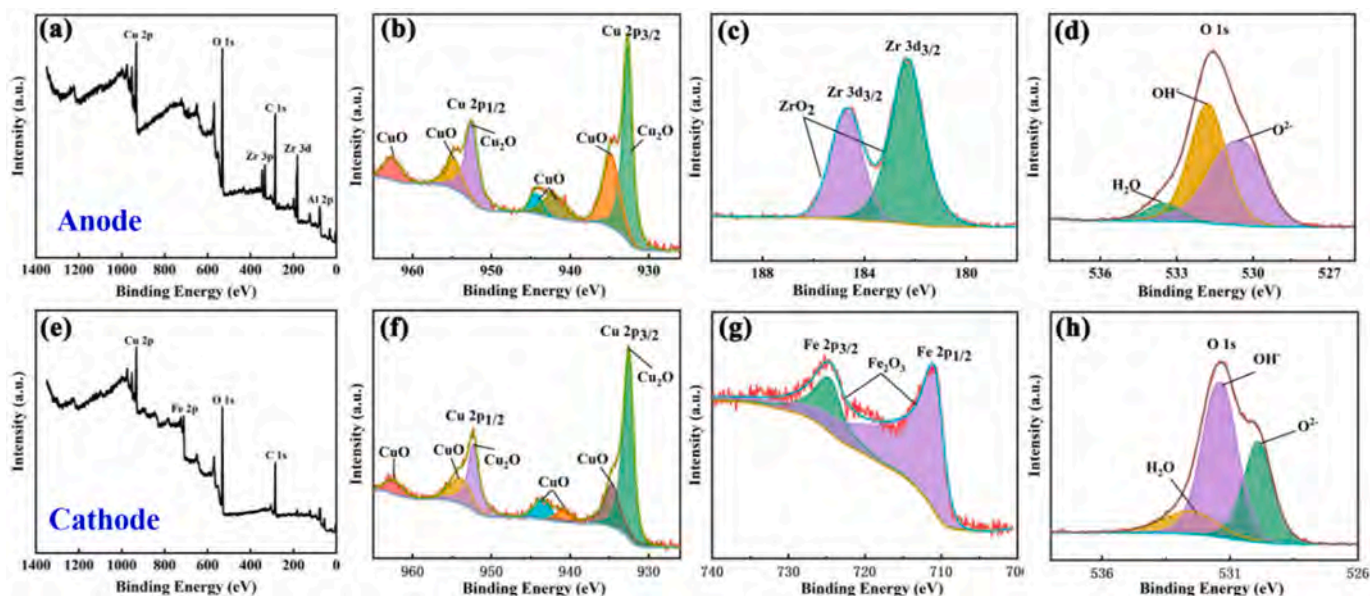 (a)
Cu 2p
O 1s
C 1s
Zr 3p
Zr 3d
Al 2p
Anode
Intensity (a.u.)
1400 1200 1000 800 600 400 200 0
Binding Energy (eV)
(b)
Cu 2p3/2
Cu 2p1/2
CuO
CuO
Cu2O
CuO
CuO
Cu2O
Intensity (a.u.)
960 950 940 930
Binding Energy (eV)
(c)
Zr 3d3/2
Zr 3d3/2
ZrO2
Intensity (a.u.)
188 184 180
Binding Energy (eV)
(d)
O 1s
OH-
O2-
H2O
Intensity (a.u.)
536 533 530 527
Binding Energy (eV)
(e)
Cu 2p
Fe 2p
O 1s
C 1s
Cathode
Intensity (a.u.)
1400 1200 1000 800 600 400 200 0
Binding Energy (eV)
(f)
Cu 2p3/2
Cu2O
Cu 2p1/2
CuO
CuO
Cu2O
CuO
CuO
Intensity (a.u.)
960 950 940 930
Binding Energy (eV)
(g)
Fe 2p3/2
Fe2O3
Fe 2p1/2
Intensity (a.u.)
740 730 720 710 700
Binding Energy (eV)
(h)
O 1s
OH-
O2-
H2O
Intensity (a.u.)
536 531 526
Binding Energy (eV)